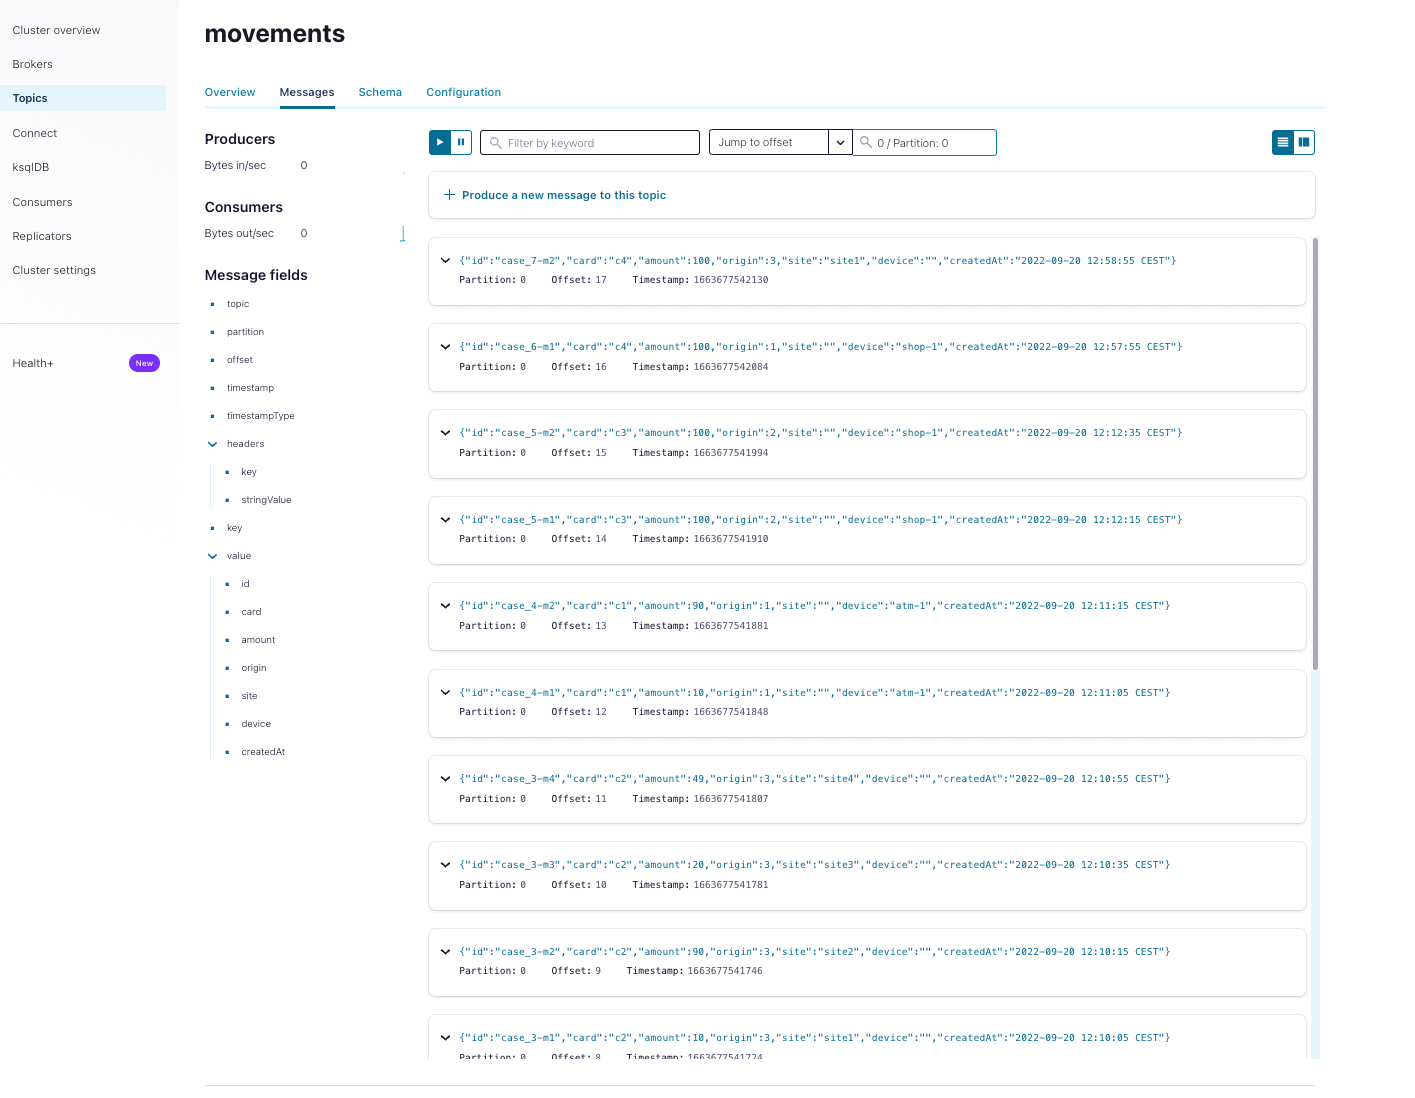 Cluster overview
Brokers
Topics
Connect
ksqlDB
Consumers
Replicators
Cluster settings
Health+ New
movements
Overview Messages Schema Configuration
Producers
Bytes in/sec 0
Consumers
Bytes out/sec 0
Message fields
topic
partition
offset
timestamp
timestampType
headers
key
stringValue
key
value
id
card
amount
origin
site
device
createdAt
Filter by keyword Jump to offset 0 / Partition: 0
Produce a new message to this topic
{"id":"case_7-m2","card":"c4","amount":100,"origin":3,"site":"site1","device":"","createdAt":"2022-09-20 12:58:55 CEST"}
Partition: 0 Offset: 17 Timestamp: 1663677542130
{"id":"case_6-m1","card":"c4","amount":100,"origin":1,"site":"","device":"shop-1","createdAt":"2022-09-20 12:57:55 CEST"}
Partition: 0 Offset: 16 Timestamp: 1663677542084
{"id":"case_5-m2","card":"c3","amount":100,"origin":2,"site":"","device":"shop-1","createdAt":"2022-09-20 12:12:35 CEST"}
Partition: 0 Offset: 15 Timestamp: 1663677541994
{"id":"case_5-m1","card":"c3","amount":100,"origin":2,"site":"","device":"shop-1","createdAt":"2022-09-20 12:12:15 CEST"}
Partition: 0 Offset: 14 Timestamp: 1663677541910
{"id":"case_4-m2","card":"c1","amount":90,"origin":1,"site":"","device":"atm-1","createdAt":"2022-09-20 12:11:15 CEST"}
Partition: 0 Offset: 13 Timestamp: 1663677541881
{"id":"case_4-m1","card":"c1","amount":10,"origin":1,"site":"","device":"atm-1","createdAt":"2022-09-20 12:11:05 CEST"}
Partition: 0 Offset: 12 Timestamp: 1663677541848
{"id":"case_3-m4","card":"c2","amount":49,"origin":3,"site":"site4","device":"","createdAt":"2022-09-20 12:10:55 CEST"}
Partition: 0 Offset: 11 Timestamp: 1663677541807
{"id":"case_3-m3","card":"c2","amount":20,"origin":3,"site":"site3","device":"","createdAt":"2022-09-20 12:10:35 CEST"}
Partition: 0 Offset: 10 Timestamp: 1663677541781
{"id":"case_3-m2","card":"c2","amount":90,"origin":3,"site":"site2","device":"","createdAt":"2022-09-20 12:10:15 CEST"}
Partition: 0 Offset: 9 Timestamp: 1663677541746
{"id":"case_3-m1","card":"c2","amount":10,"origin":3,"site":"site1","device":"","createdAt":"2022-09-20 12:10:05 CEST"}
Partition: 0 Offset: 8 Timestamp: 1663677541724